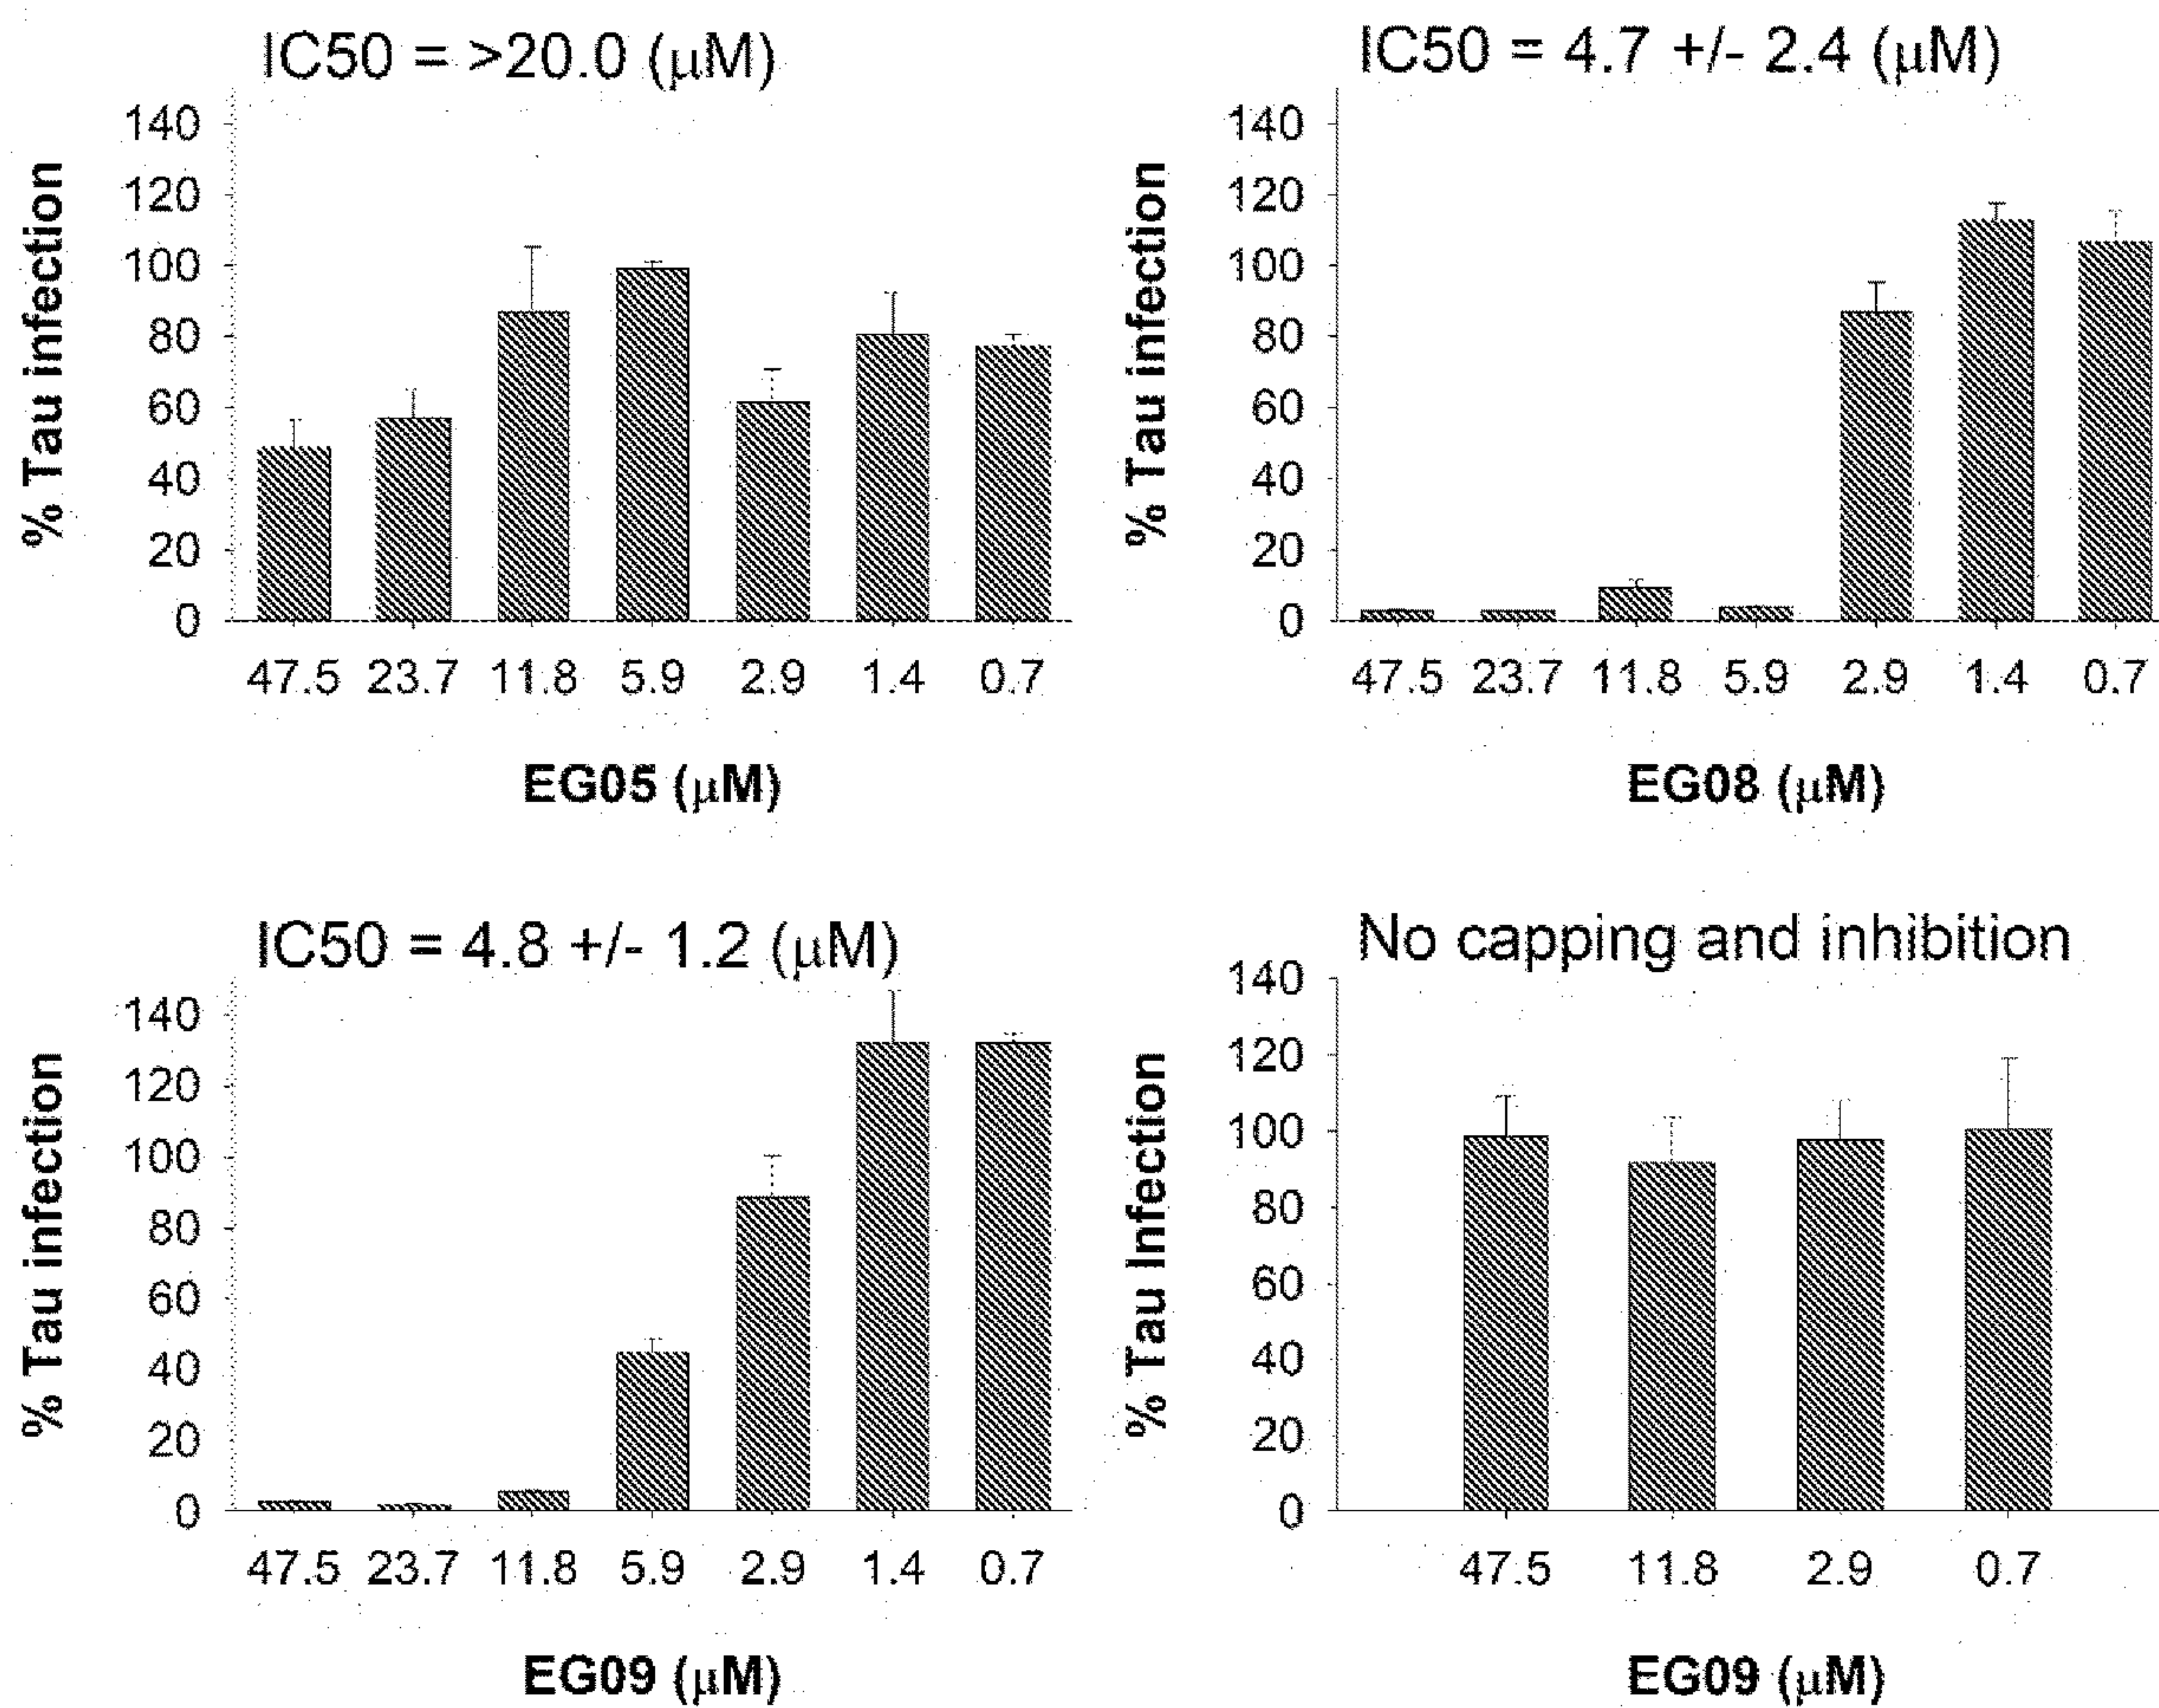 IC50 = >20.0 (μM)
% Tau infection
140
120
100
80
60
40
20
0
47.5 23.7 11.8 5.9 2.9 1.4 0.7
EG05 (μM)
IC50 = 4.7 +/- 2.4 (μM)
% Tau infection
140
120
100
80
60
40
20
0
47.5 23.7 11.8 5.9 2.9 1.4 0.7
EG08 (μM)
IC50 = 4.8 +/- 1.2 (μM)
% Tau infection
140
120
100
80
60
40
20
0
47.5 23.7 11.8 5.9 2.9 1.4 0.7
EG09 (μM)
No capping and inhibition
% Tau Infection
140
120
100
80
60
40
20
0
47.5 11.8 2.9 0.7
EG09 (μM)